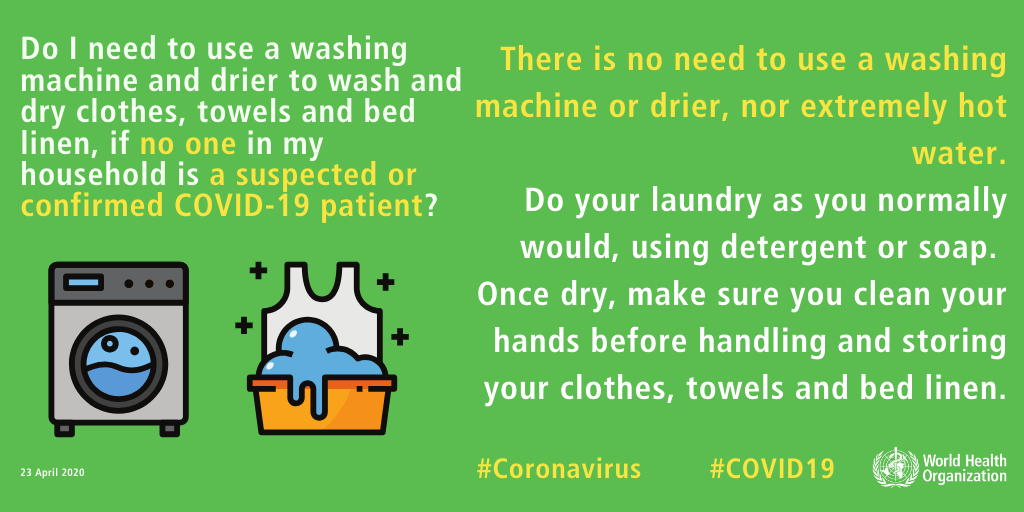 Do I need to use a washing
machine and drier to wash and
dry clothes, towels and bed
linen, if no one in my
household is a suspected or
confirmed COVID-19 patient?
There is no need to use a washing
machine or drier, nor extremely hot
water.
Do your laundry as you normally
would, using detergent or soap.
Once dry, make sure you clean your
hands before handling and storing
your clothes, towels and bed linen.
23 April 2020
#Coronavirus
#COVID19
World Health
Organization